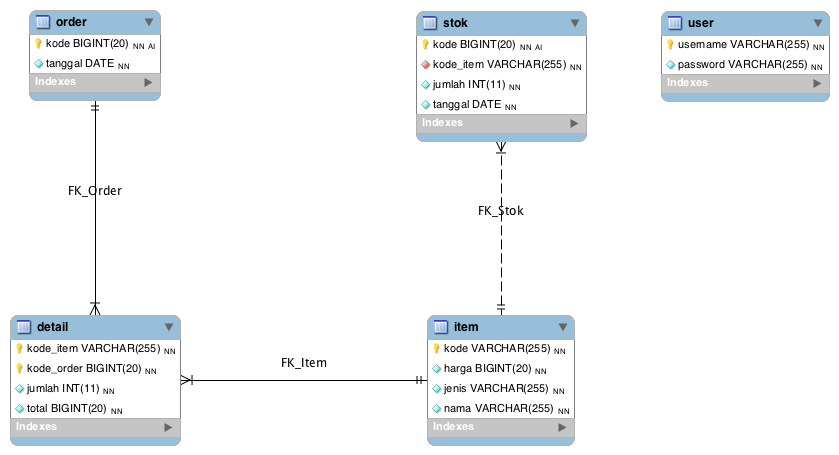 order
kode BIGINT(20) NN AI
tanggal DATE NN
Indexes
stok
kode BIGINT(20) NN AI
kode_item VARCHAR(255) NN
jumlah INT(11) NN
tanggal DATE NN
Indexes
user
username VARCHAR(255) NN
password VARCHAR(255) NN
Indexes
FK_Order
FK_Stok
detail
kode_item VARCHAR(255) NN
kode_order BIGINT(20) NN
jumlah INT(11) NN
total BIGINT(20) NN
Indexes
FK_Item
item
kode VARCHAR(255) NN
harga BIGINT(20) NN
jenis VARCHAR(255) NN
nama VARCHAR(255) NN
Indexes